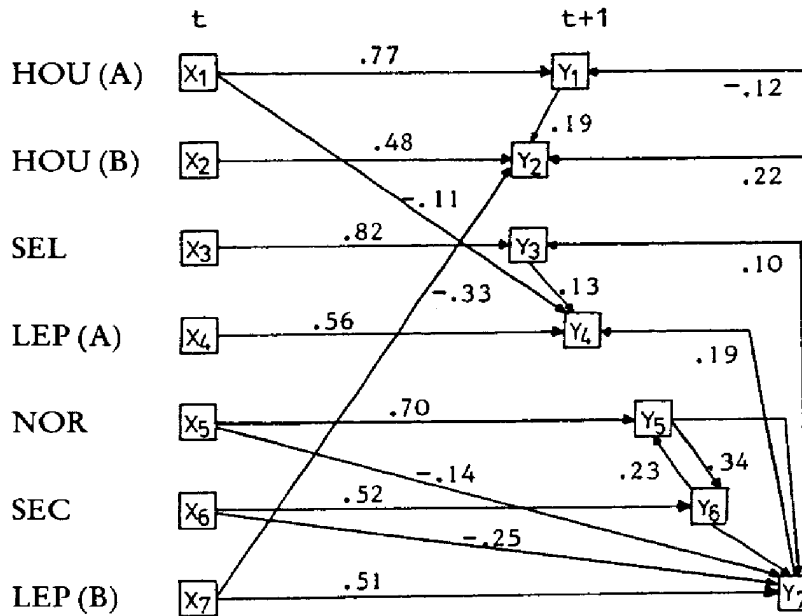 t t+1
HOU (A) X1 .77 Y1
-.12
.19
HOU (B) X2 .48 Y2
.22
-.11
SEL X3 .82 Y3
.10
-.33 .13
LEP (A) X4 .56 Y4
.19
NOR X5 .70 Y5
-.14 .23 .34
SEC X6 .52 Y6
-.25
LEP (B) X7 .51 Y7